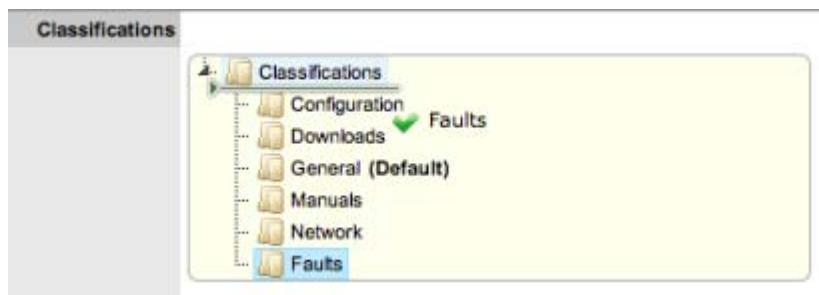 Classifications
Classifications
Configuration
Faults
Downloads
General (Default)
Manuals
Network
Faults